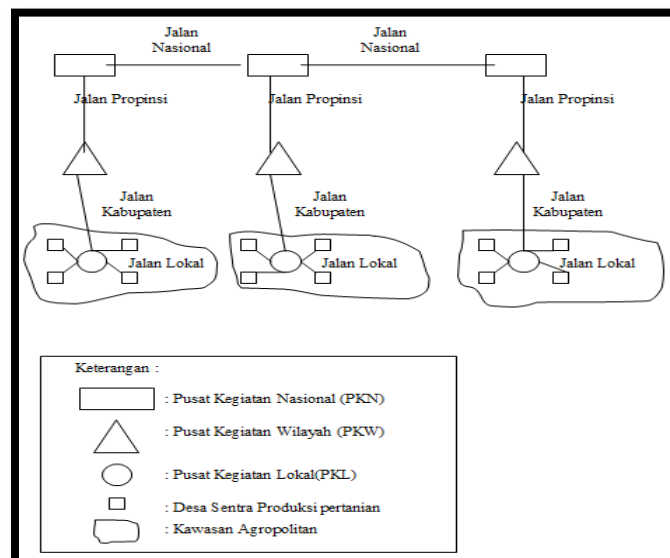 Jalan
Nasional
Jalan
Nasional
Jalan Propinsi
Jalan Propinsi
Jalan Propinsi
Jalan
Kabupaten
Jalan
Kabupaten
Jalan
Kabupaten
Jalan Lokal
Jalan Lokal
Jalan Lokal
Keterangan :
: Pusat Kegiatan Nasional (PKN)
: Pusat Kegiatan Wilayah (PKW)
: Pusat Kegiatan Lokal(PKL)
: Desa Sentra Produksi pertanian
: Kawasan Agropolitan